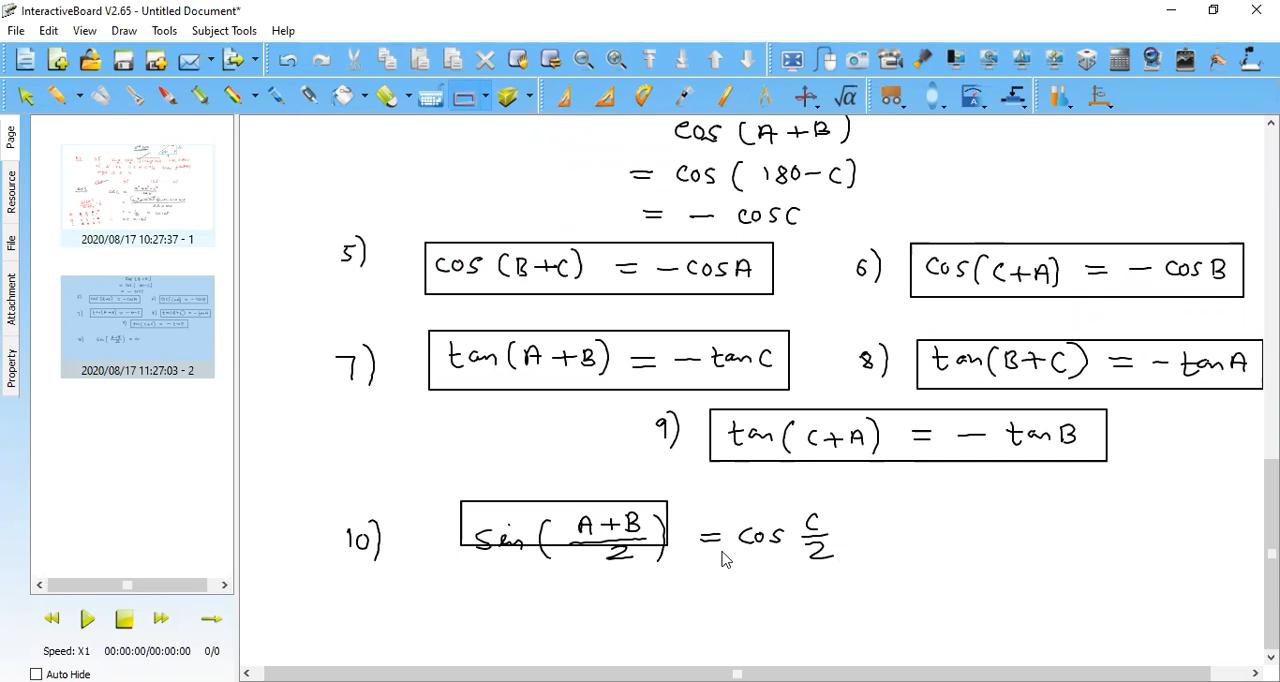 InteractiveBoard V2.65 - Untitled Document*
File Edit View Draw Tools Subject Tools Help
Page
Resource
File
Attachment
Property
2020/08/17 10:27:37 - 1
2020/08/17 11:27:03 - 2
Speed: X1 00:00:00/00:00:00 0/0
Auto Hide
cos (A+B)
= cos (180-C)
= - cosC
5) cos (B+C) = -cosA 6) cos(C+A] = - cosB
7) tan(A+B) = -tanC 8) tan(B+C) = -tanA
9) tan(C+A) = - tanB
10) sin(A+B/2) = cos C/2